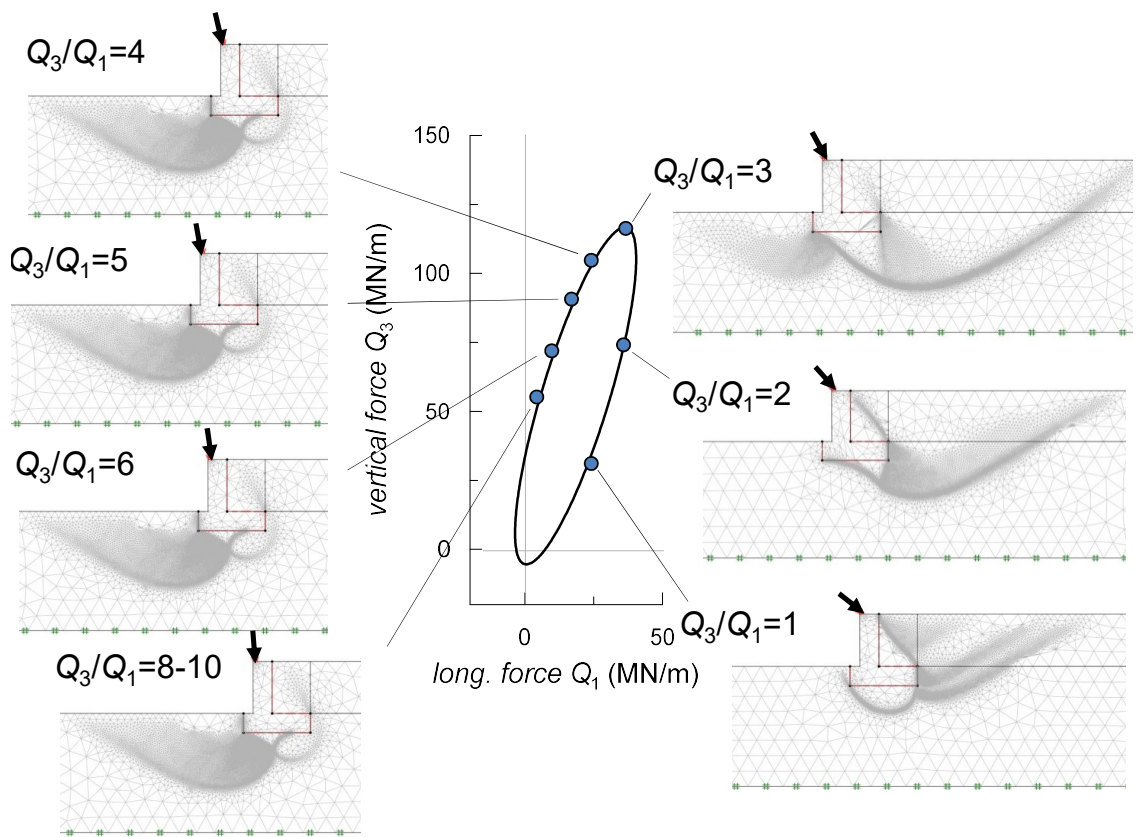 Q3/Q1=4
Q3/Q1=5
Q3/Q1=6
Q3/Q1=8-10
150
100
50
0
vertical force Q3 (MN/m)
0
50
long. force Q1 (MN/m)
Q3/Q1=3
Q3/Q1=2
Q3/Q1=1